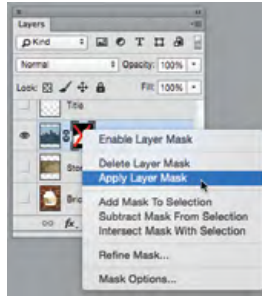 Layers
Kind
Normal
Opacity: 100%
Lock:
Fill: 100%
Title
Enable Layer Mask
Delete Layer Mask
Apply Layer Mask
Add Mask To Selection
Subtract Mask From Selection
Intersect Mask With Selection
Refine Mask...
Mask Options...
fx